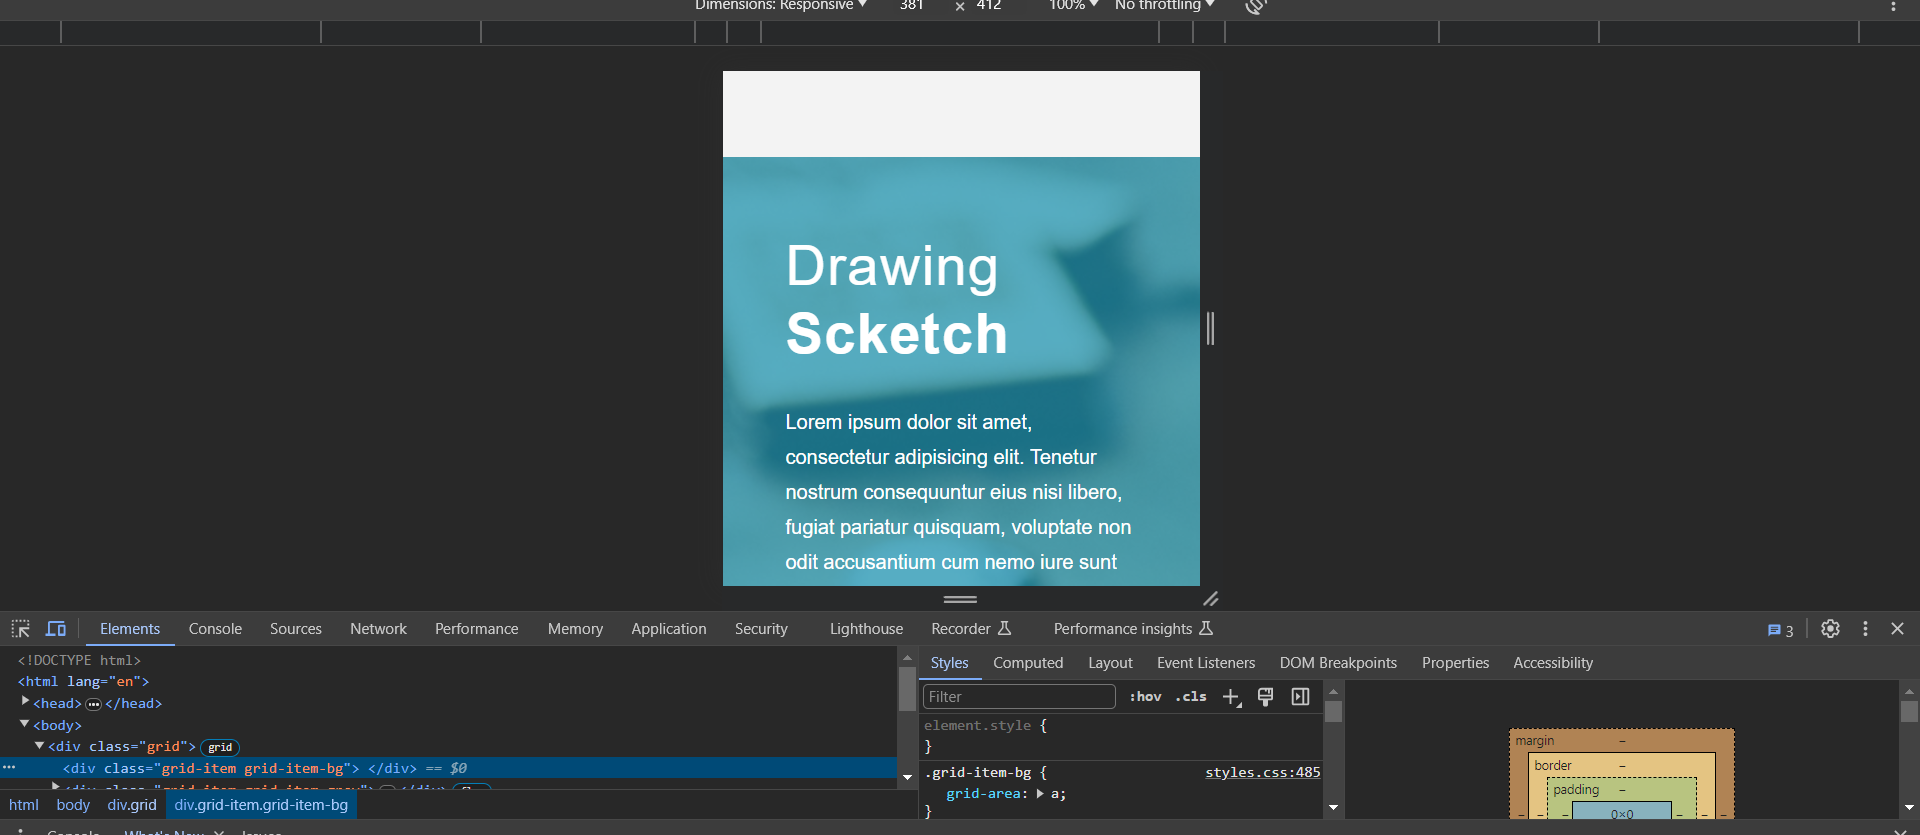 Dimensions: Responsive 381 × 412 100% No throttling
Drawing
Scketch
Lorem ipsum dolor sit amet,
consectetur adipisicing elit. Tenetur
nostrum consequuntur eius nisi libero,
fugiat pariatur quisquam, voluptate non
odit accusantium cum nemo iure sunt
Elements Console Sources Network Performance Memory Application Security Lighthouse Recorder Performance insights 3
<!DOCTYPE html>
<html lang="en">
<head> ••• </head>
<body>
<div class="grid"> grid
<div class="grid-item grid-item-bg"> </div> == $0
html body div.grid div.grid-item.grid-item-bg
Console What's New Issues
Styles Computed Layout Event Listeners DOM Breakpoints Properties Accessibility
Filter :hov .cls
element.style {
}
.grid-item-bg { styles.css:485
grid-area: a;
}
margin –
border –
padding –
– – – 0×0 – – –